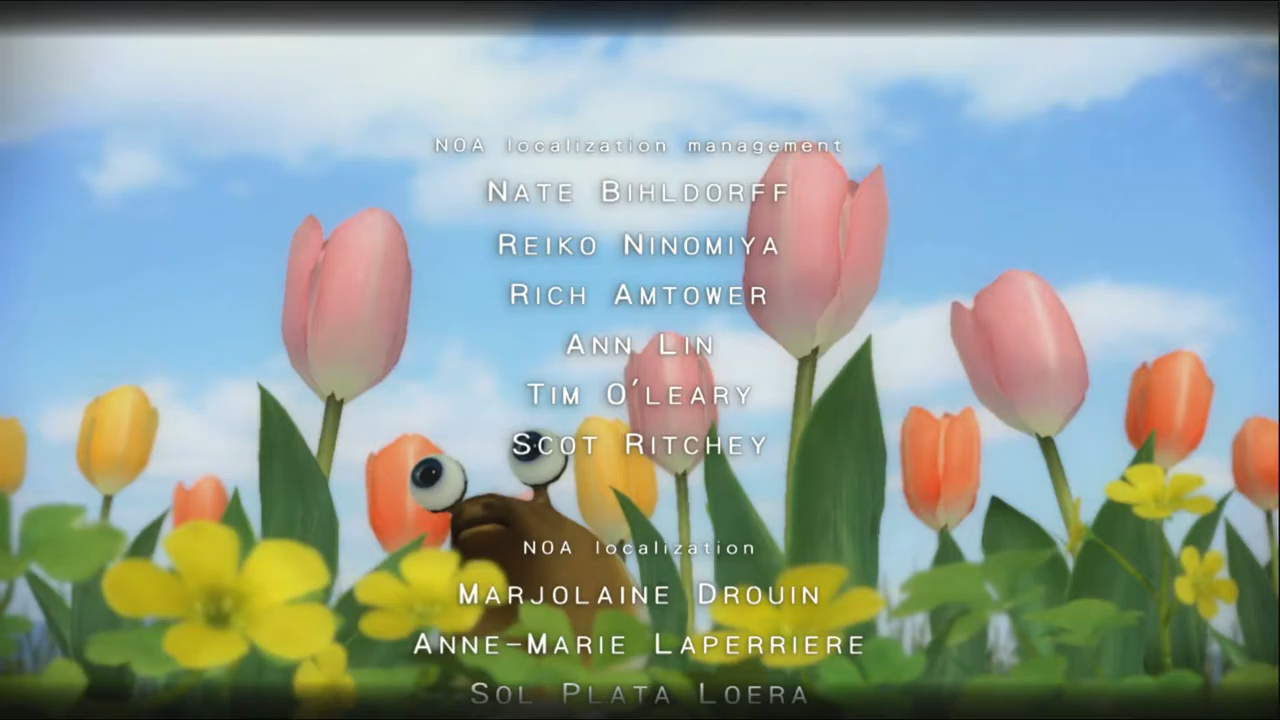 NOA localization management
NATE BIHLDORFF
REIKO NINOMIYA
RICH AMTOWER
ANN LIN
TIM O'LEARY
SCOT RITCHEY
NOA localization
MARJOLAINE DROUIN
ANNE-MARIE LAPERRIERE
SOL PLATA LOERA